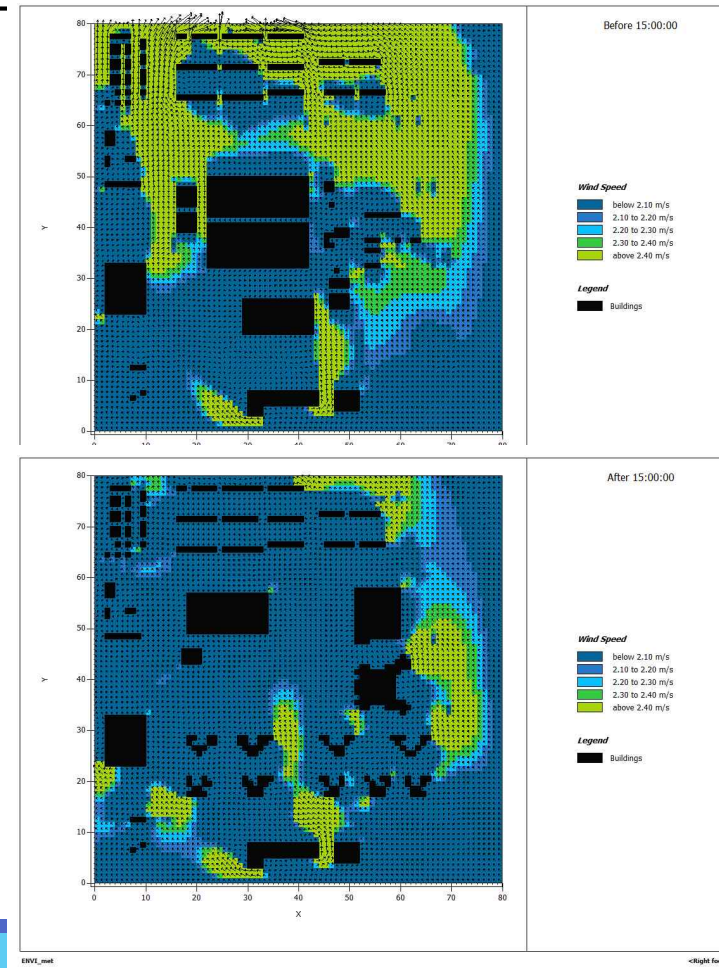 Before 15:00:00
80
70
60
50
40
30
20
10
0
Y
0 10 20 30 40 50 60 70 80
Wind Speed
below 2.10 m/s
2.10 to 2.20 m/s
2.20 to 2.30 m/s
2.30 to 2.40 m/s
above 2.40 m/s
Legend
Buildings
After 15:00:00
80
70
60
50
40
30
20
10
0
Y
0 10 20 30 40 50 60 70 80
X
Wind Speed
below 2.10 m/s
2.10 to 2.20 m/s
2.20 to 2.30 m/s
2.30 to 2.40 m/s
above 2.40 m/s
Legend
Buildings
ENVI_met
<Right foo